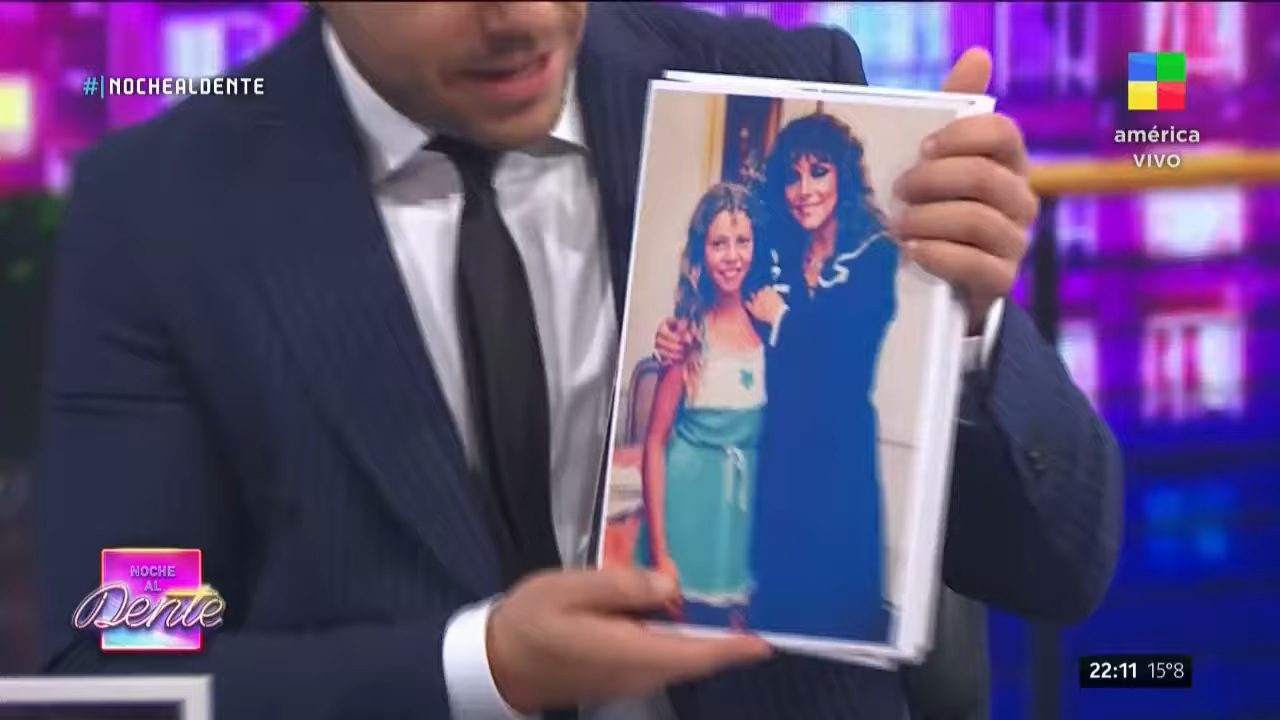 #|NOCHEALDENTE
américa
VIVO
NOCHE
AL
Dente
22:11 15°8